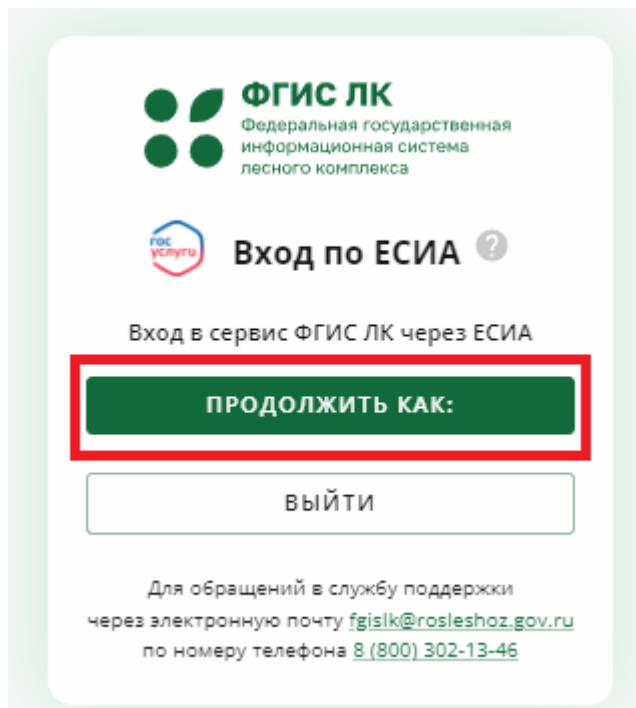 ФГИС ЛК
Федеральная государственная
информационная система
лесного комплекса
гос
услуги
Вход по ЕСИА ?
Вход в сервис ФГИС ЛК через ЕСИА
ПРОДОЛЖИТЬ КАК:
ВЫЙТИ
Для обращений в службу поддержки
через электронную почту fgislk@rosleshoz.gov.ru
по номеру телефона 8 (800) 302-13-46